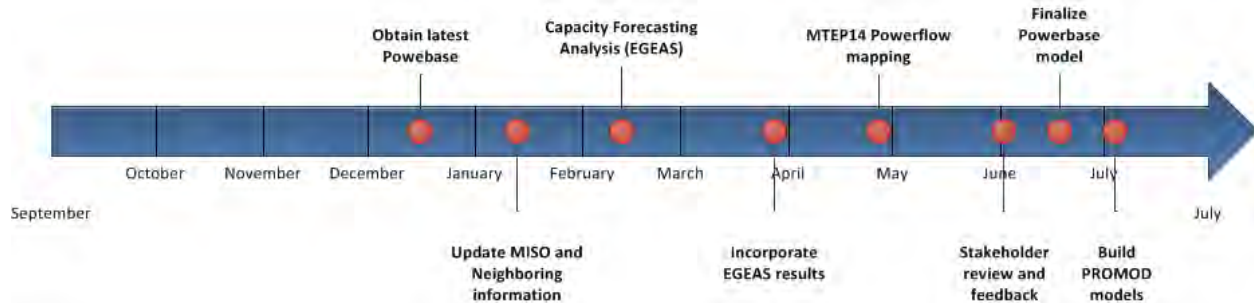 Obtain latest
Powebase
Capacity Forecasting
Analysis (EGEAS)
MTEP14 Powerflow
mapping
Finalize
Powerbase
model
October
November
December
January
February
March
April
May
June
July
September
July
Update MISO and
Neighboring
information
Incorporate
EGEAS results
Stakeholder
review and
feedback
Build
PROMOD
models